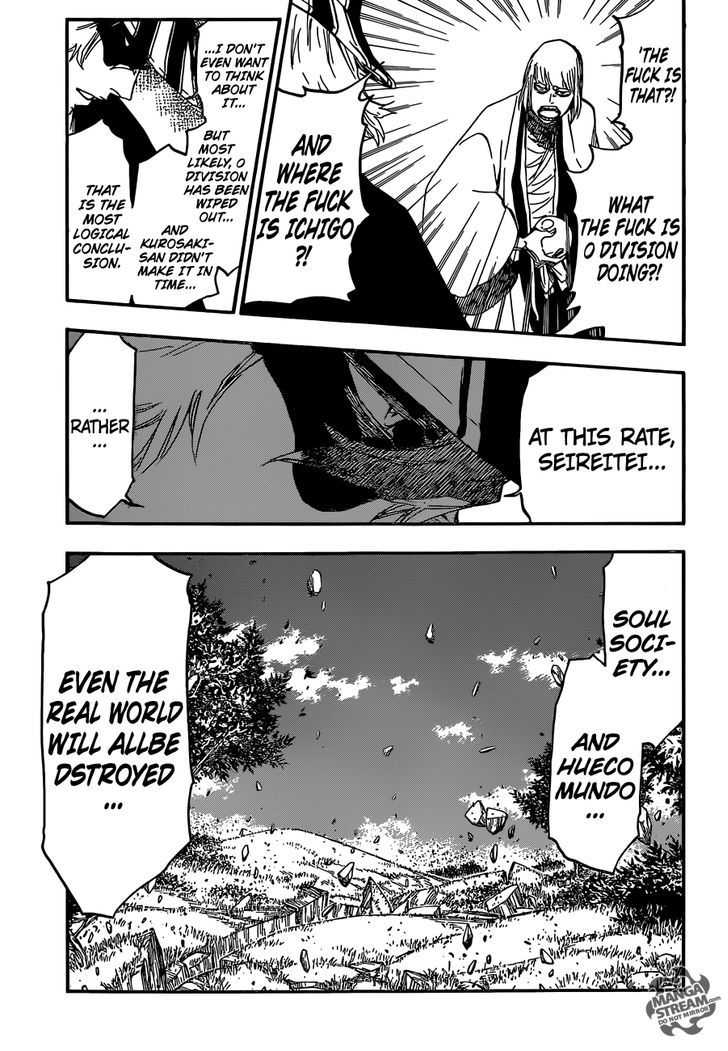 'THE
FUCK IS
THAT?!
WHAT
THE FUCK IS
0 DIVISION
DOING?!
AND
WHERE
THE FUCK
IS ICHIGO
?!
...I DON'T
EVEN WANT
TO THINK
ABOUT
IT...
BUT
MOST
LIKELY, 0
DIVISION
HAS BEEN
WIPED
OUT...
AND
KUROSAKI-
SAN DIDN'T
MAKE IT IN
TIME...
THAT
IS THE
MOST
LOGICAL
CONCLU-
SION.
AT THIS RATE,
SEIREITEI...
...
RATHER
...
SOUL
SOCI-
ETY...
AND
HUECO
MUNDO
...
EVEN THE
REAL WORLD
WILL ALLBE
DSTROYED
...
MANGA
STREAM.com
DO NOT MIRROR!